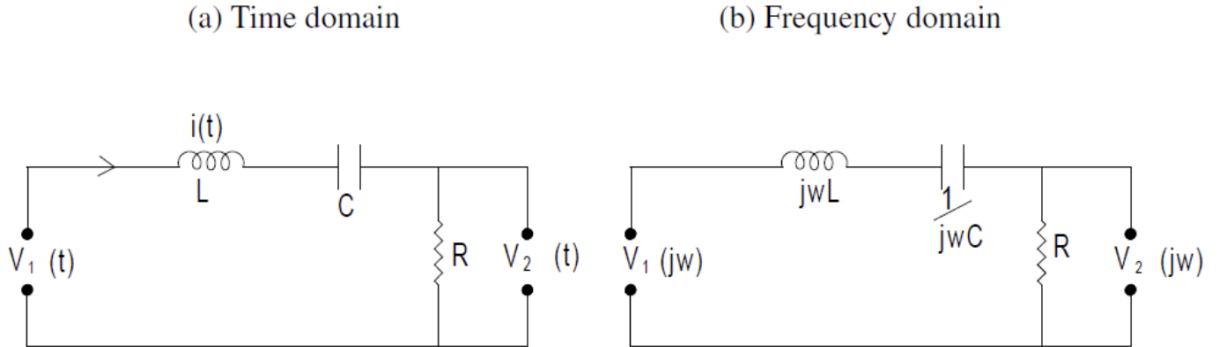 (a) Time domain
(b) Frequency domain
i(t)
L
C
R
V₁ (t)
V₂ (t)
jwL
1/jwC
R
V₁ (jw)
V₂ (jw)